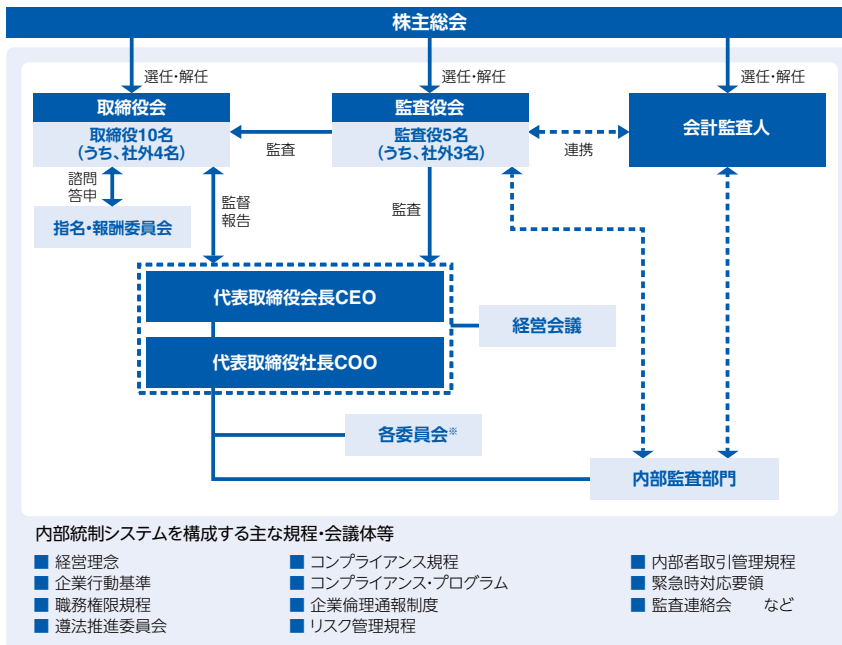 株主総会
選任・解任
選任・解任
選任・解任
取締役会
取締役10名
(うち、社外4名)
監査
監査役会
監査役5名
(うち、社外3名)
連携
会計監査人
諮問
答申
指名・報酬委員会
監督
報告
監査
代表取締役会長CEO
代表取締役社長COO
経営会議
各委員会※
内部監査部門
内部統制システムを構成する主な規程・会議体等
■ 経営理念
■ 企業行動基準
■ 職務権限規程
■ 遵法推進委員会
■ コンプライアンス規程
■ コンプライアンス・プログラム
■ 企業倫理通報制度
■ リスク管理規程
■ 内部者取引管理規程
■ 緊急時対応要領
■ 監査連絡会 など